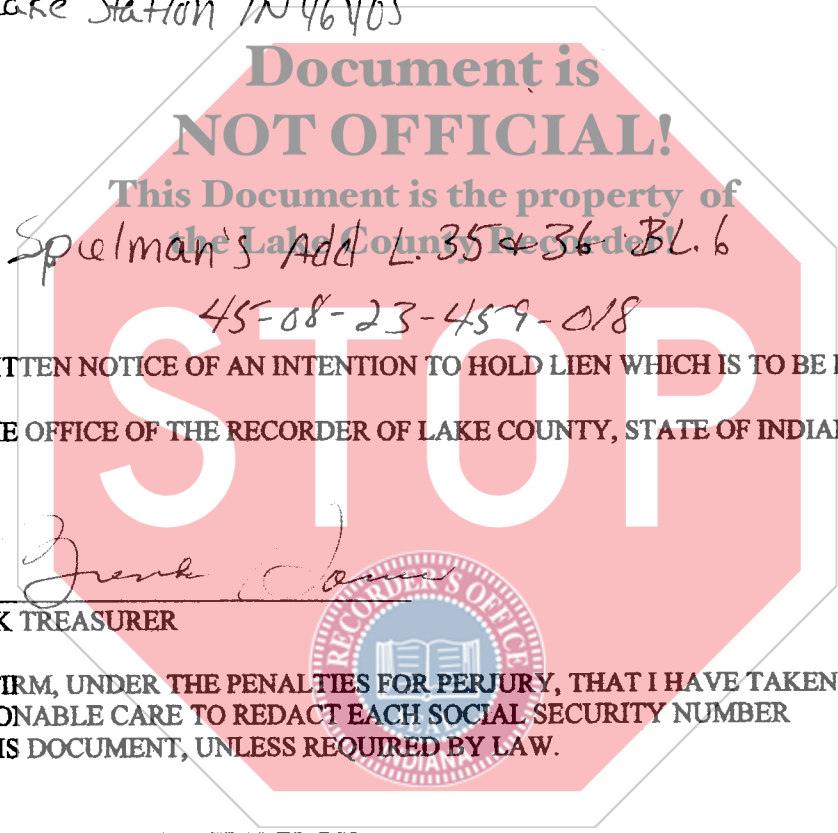 Lake Station IN 46405
Document is
NOT OFFICIAL!
This Document is the property of
the Lake County Recorder!
Spielman's Add L. 35 & 36 BL. 6
45-08-23-459-018
TTEN NOTICE OF AN INTENTION TO HOLD LIEN WHICH IS TO BE
E OFFICE OF THE RECORDER OF LAKE COUNTY, STATE OF INDIA
STOP
Frank
K TREASURER
RECORDER'S OFFICE
FIRM, UNDER THE PENALTIES FOR PERJURY, THAT I HAVE TAKEN
ONABLE CARE TO REDACT EACH SOCIAL SECURITY NUMBER
IS DOCUMENT, UNLESS REQUIRED BY LAW.
INDIANA